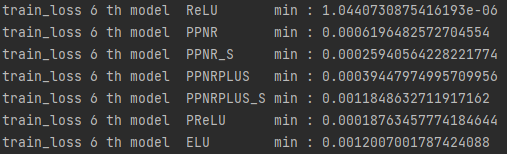 train_loss 6 th model  ReLU       min : 1.0440730875416193e-06
train_loss 6 th model  PPNR       min : 0.0006196482572704554
train_loss 6 th model  PPNR_S     min : 0.00025940564228221774
train_loss 6 th model  PPNRPLUS   min : 0.00039447974995709956
train_loss 6 th model  PPNRPLUS_S min : 0.0011848632711917162
train_loss 6 th model  PReLU      min : 0.00018763457774184644
train_loss 6 th model  ELU        min : 0.0012007001787424088